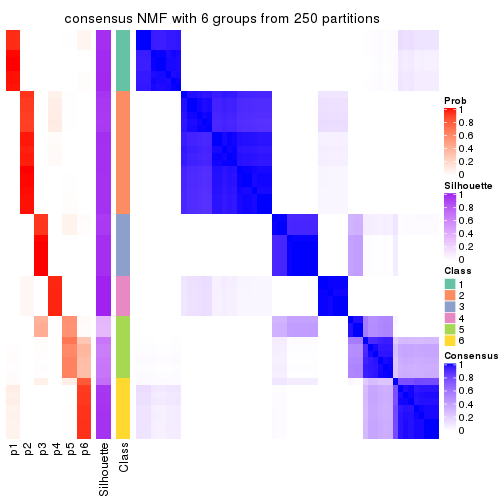 consensus NMF with 6 groups from 250 partitions
Prob
1
0.8
0.6
0.4
0.2
0
Silhouette
1
0.8
0.6
0.4
0.2
0
Class
1
2
3
4
5
6
Consensus
1
0.8
0.6
0.4
0.2
0
p1
p2
p3
p4
p5
p6
Silhouette
Class